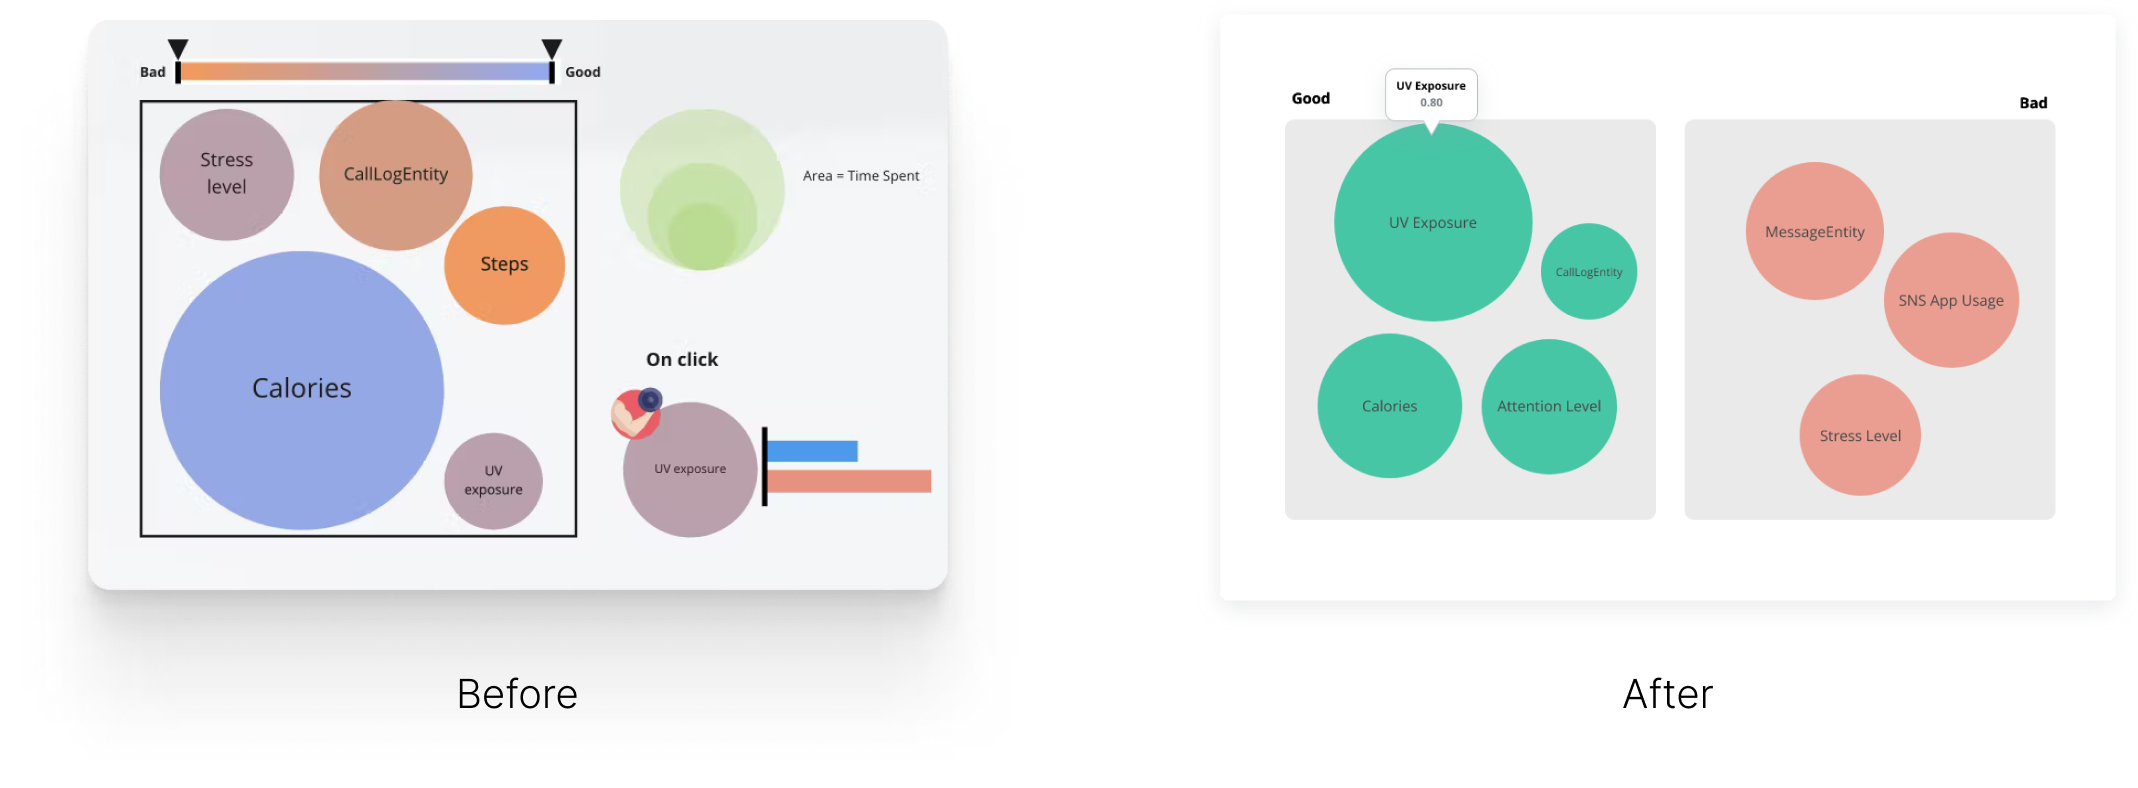 Bad
Good
Stress
level
CallLogEntity
Steps
Calories
UV
exposure
Area = Time Spent
On click
UV exposure
Before
Good
UV Exposure
0.80
Bad
UV Exposure
CallLogEntity
Calories
Attention Level
MessageEntity
SNS App Usage
Stress Level
After